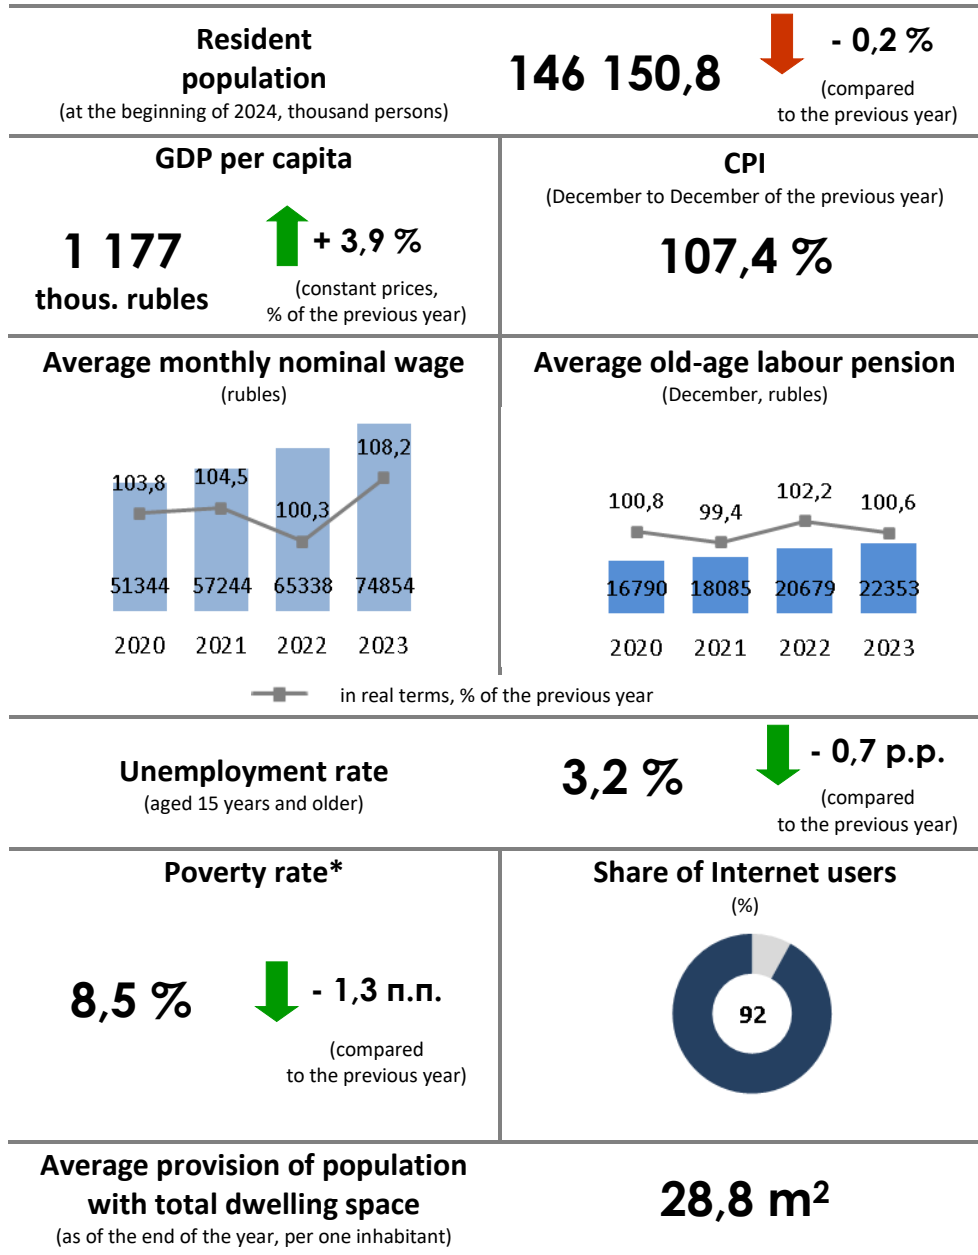 Resident
population
(at the beginning of 2024, thousand persons)
146 150,8
- 0,2 %
(compared
to the previous year)
GDP per capita
1 177
thous. rubles
+ 3,9 %
(constant prices,
% of the previous year)
CPI
(December to December of the previous year)
107,4 %
Average monthly nominal wage
(rubles)
103,8
104,5
100,3
108,2
51344
57244
65338
74854
2020
2021
2022
2023
Average old-age labour pension
(December, rubles)
100,8
99,4
102,2
100,6
16790
18085
20679
22353
2020
2021
2022
2023
in real terms, % of the previous year
Unemployment rate
(aged 15 years and older)
3,2 %
- 0,7 p.p.
(compared
to the previous year)
Poverty rate*
8,5 %
- 1,3 п.п.
(compared
to the previous year)
Share of Internet users
(%)
92
Average provision of population
with total dwelling space
(as of the end of the year, per one inhabitant)
28,8 m²